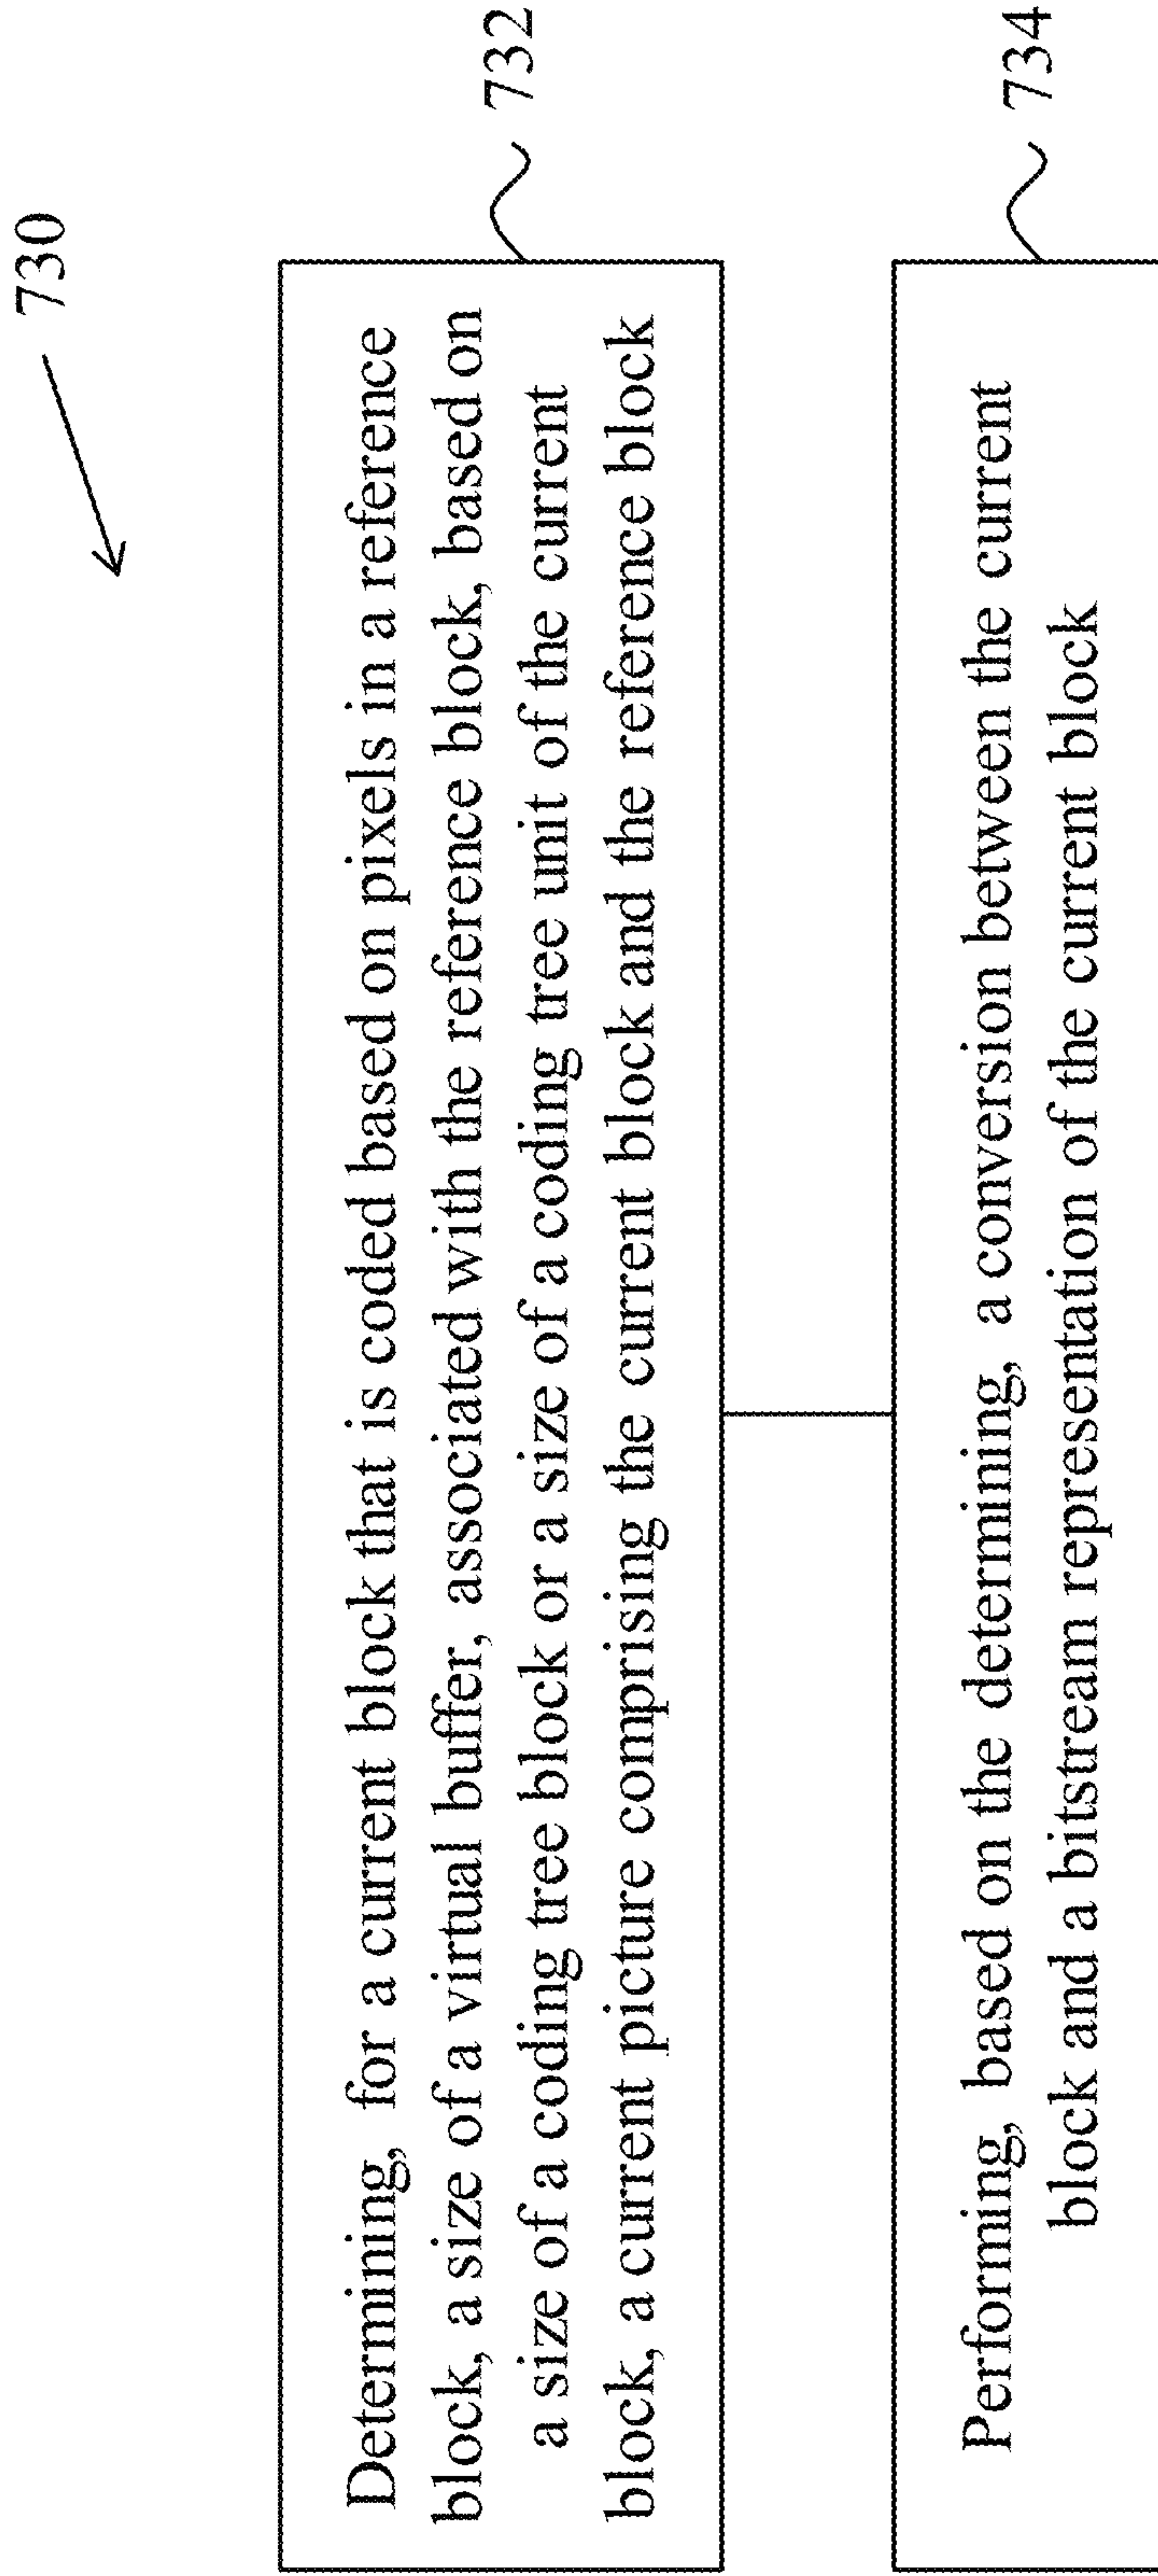 730
Determining, for a current block that is coded based on pixels in a reference
block, a size of a virtual buffer, associated with the reference block, based on
a size of a coding tree block or a size of a coding tree unit of the current
block, a current picture comprising the current block and the reference block
732
Performing, based on the determining, a conversion between the current
block and a bitstream representation of the current block
734